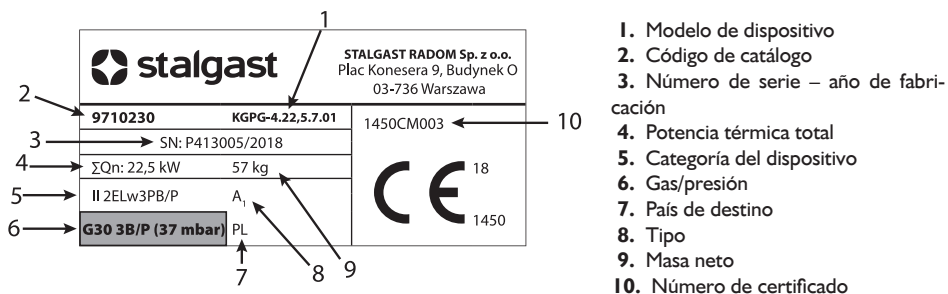 1
stalgast
STALGAST RADOM Sp. z o.o.
Plac Konesera 9, Budynek O
03-736 Warszawa
2
9710230 KGPG-4.22,5.7.01
1450CM003 10
3 SN: P413005/2018
4 ΣQn: 22,5 kW 57 kg
5 II 2ELw3PB/P A1
6 G30 3B/P (37 mbar) PL
CE 18
1450
7 8 9
1. Modelo de dispositivo
2. Código de catálogo
3. Número de serie – año de fabri-
cación
4. Potencia térmica total
5. Categoría del dispositivo
6. Gas/presión
7. País de destino
8. Tipo
9. Masa neto
10. Número de certificado